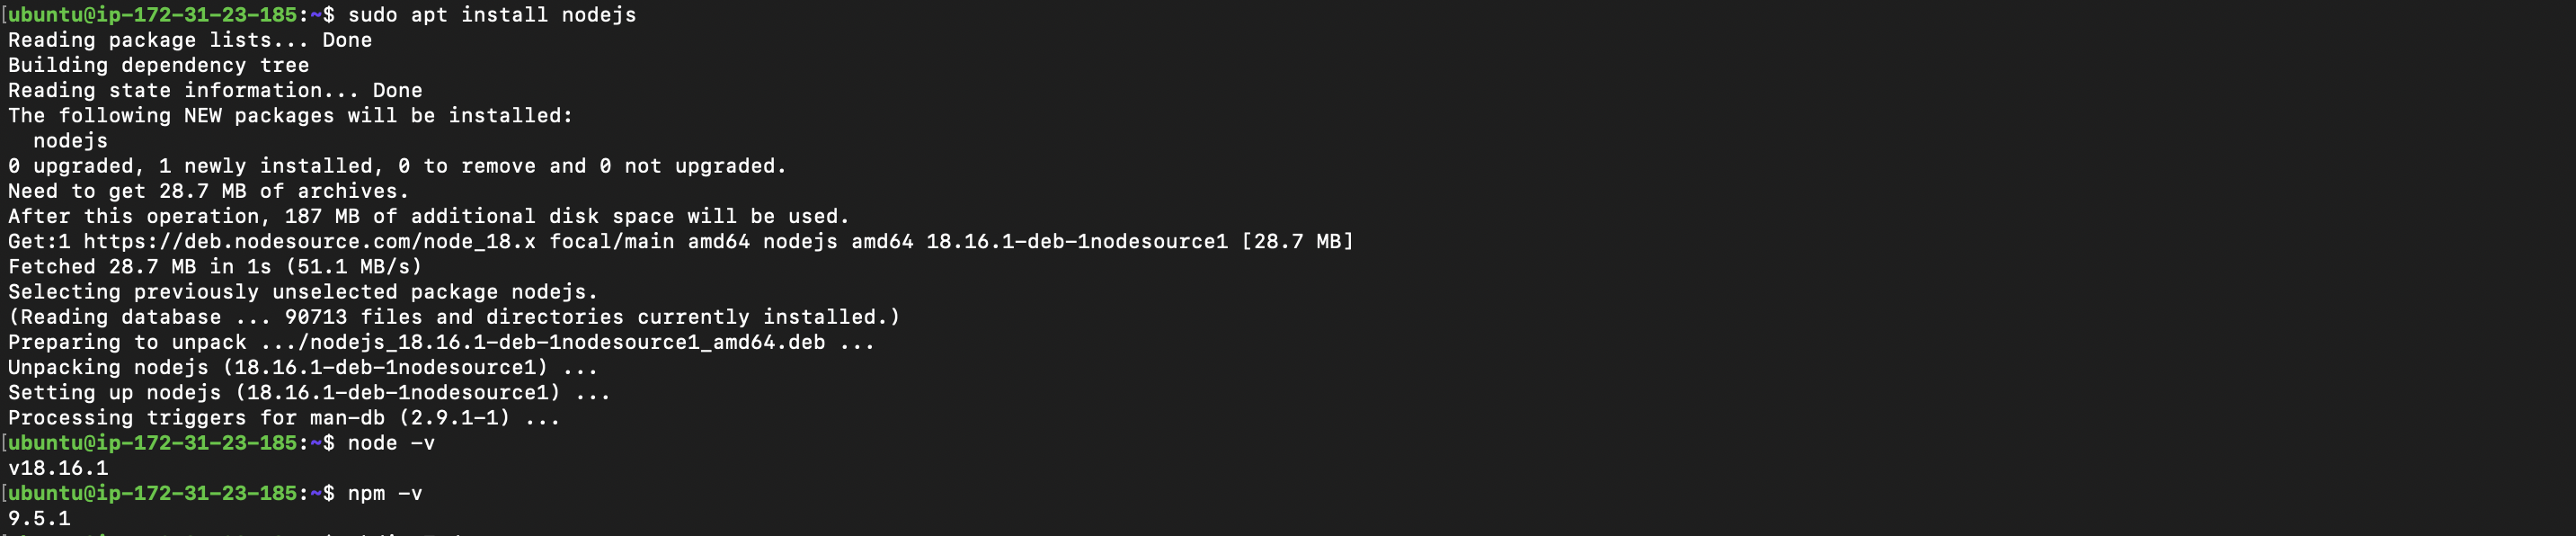 [ubuntu@ip-172-31-23-185:~$ sudo apt install nodejs
Reading package lists... Done
Building dependency tree
Reading state information... Done
The following NEW packages will be installed:
  nodejs
0 upgraded, 1 newly installed, 0 to remove and 0 not upgraded.
Need to get 28.7 MB of archives.
After this operation, 187 MB of additional disk space will be used.
Get:1 https://deb.nodesource.com/node_18.x focal/main amd64 nodejs amd64 18.16.1-deb-1nodesource1 [28.7 MB]
Fetched 28.7 MB in 1s (51.1 MB/s)
Selecting previously unselected package nodejs.
(Reading database ... 90713 files and directories currently installed.)
Preparing to unpack .../nodejs_18.16.1-deb-1nodesource1_amd64.deb ...
Unpacking nodejs (18.16.1-deb-1nodesource1) ...
Setting up nodejs (18.16.1-deb-1nodesource1) ...
Processing triggers for man-db (2.9.1-1) ...
[ubuntu@ip-172-31-23-185:~$ node -v
v18.16.1
[ubuntu@ip-172-31-23-185:~$ npm -v
9.5.1